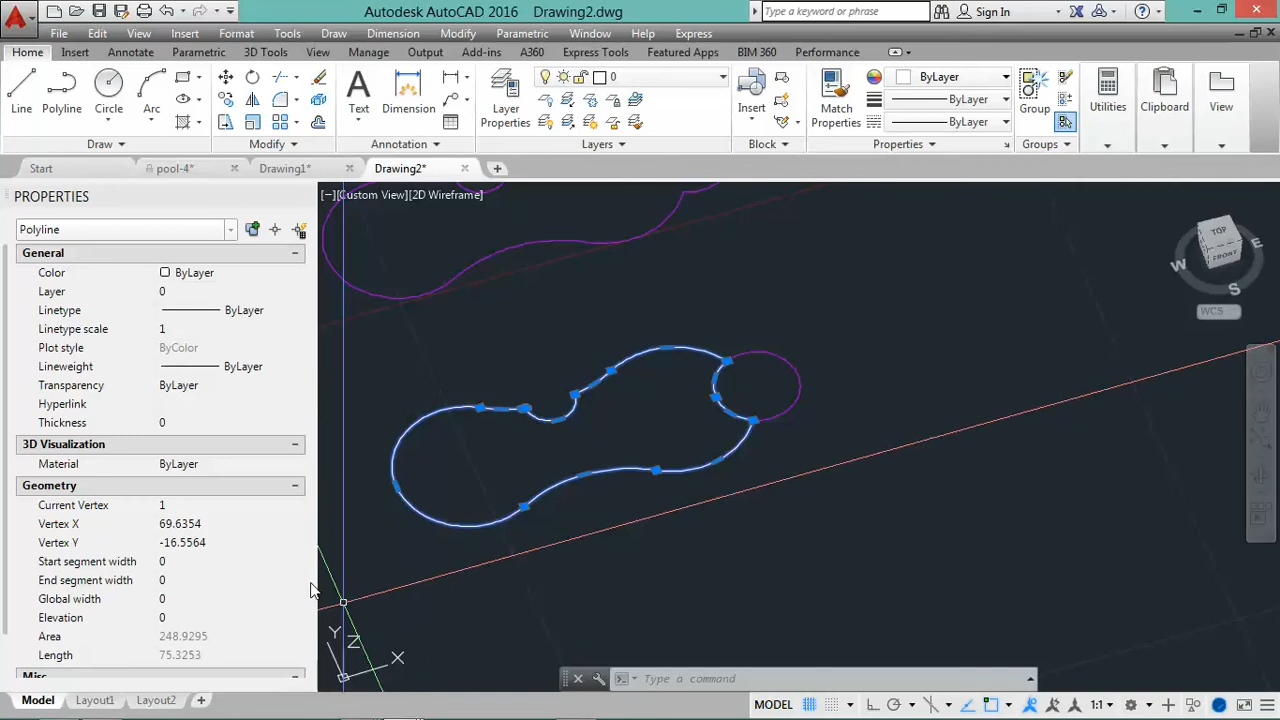 Autodesk AutoCAD 2016 Drawing2.dwg
Type a keyword or phrase
Sign In
File Edit View Insert Format Tools Draw Dimension Modify Parametric Window Help Express
Home Insert Annotate Parametric 3D Tools View Manage Output Add-ins A360 Express Tools Featured Apps BIM 360 Performance
Line Polyline Circle Arc
Draw
Modify
Text Dimension
Annotation
Layer
Properties
0
Layers
Insert
Block
Match
Properties
ByLayer
ByLayer
ByLayer
Properties
Group
Groups
Utilities
Clipboard
View
Start pool-4* Drawing1* Drawing2*
PROPERTIES
Polyline
General
Color ByLayer
Layer 0
Linetype ByLayer
Linetype scale 1
Plot style ByColor
Lineweight ByLayer
Transparency ByLayer
Hyperlink
Thickness 0
3D Visualization
Material ByLayer
Geometry
Current Vertex 1
Vertex X 69.6354
Vertex Y -16.5564
Start segment width 0
End segment width 0
Global width 0
Elevation 0
Area 248.9295
Length 75.3253
Misc
[−][Custom View][2D Wireframe]
TOP
FRONT
W
E
S
WCS
Y
Z
X
Type a command
Model Layout1 Layout2
MODEL
1:1